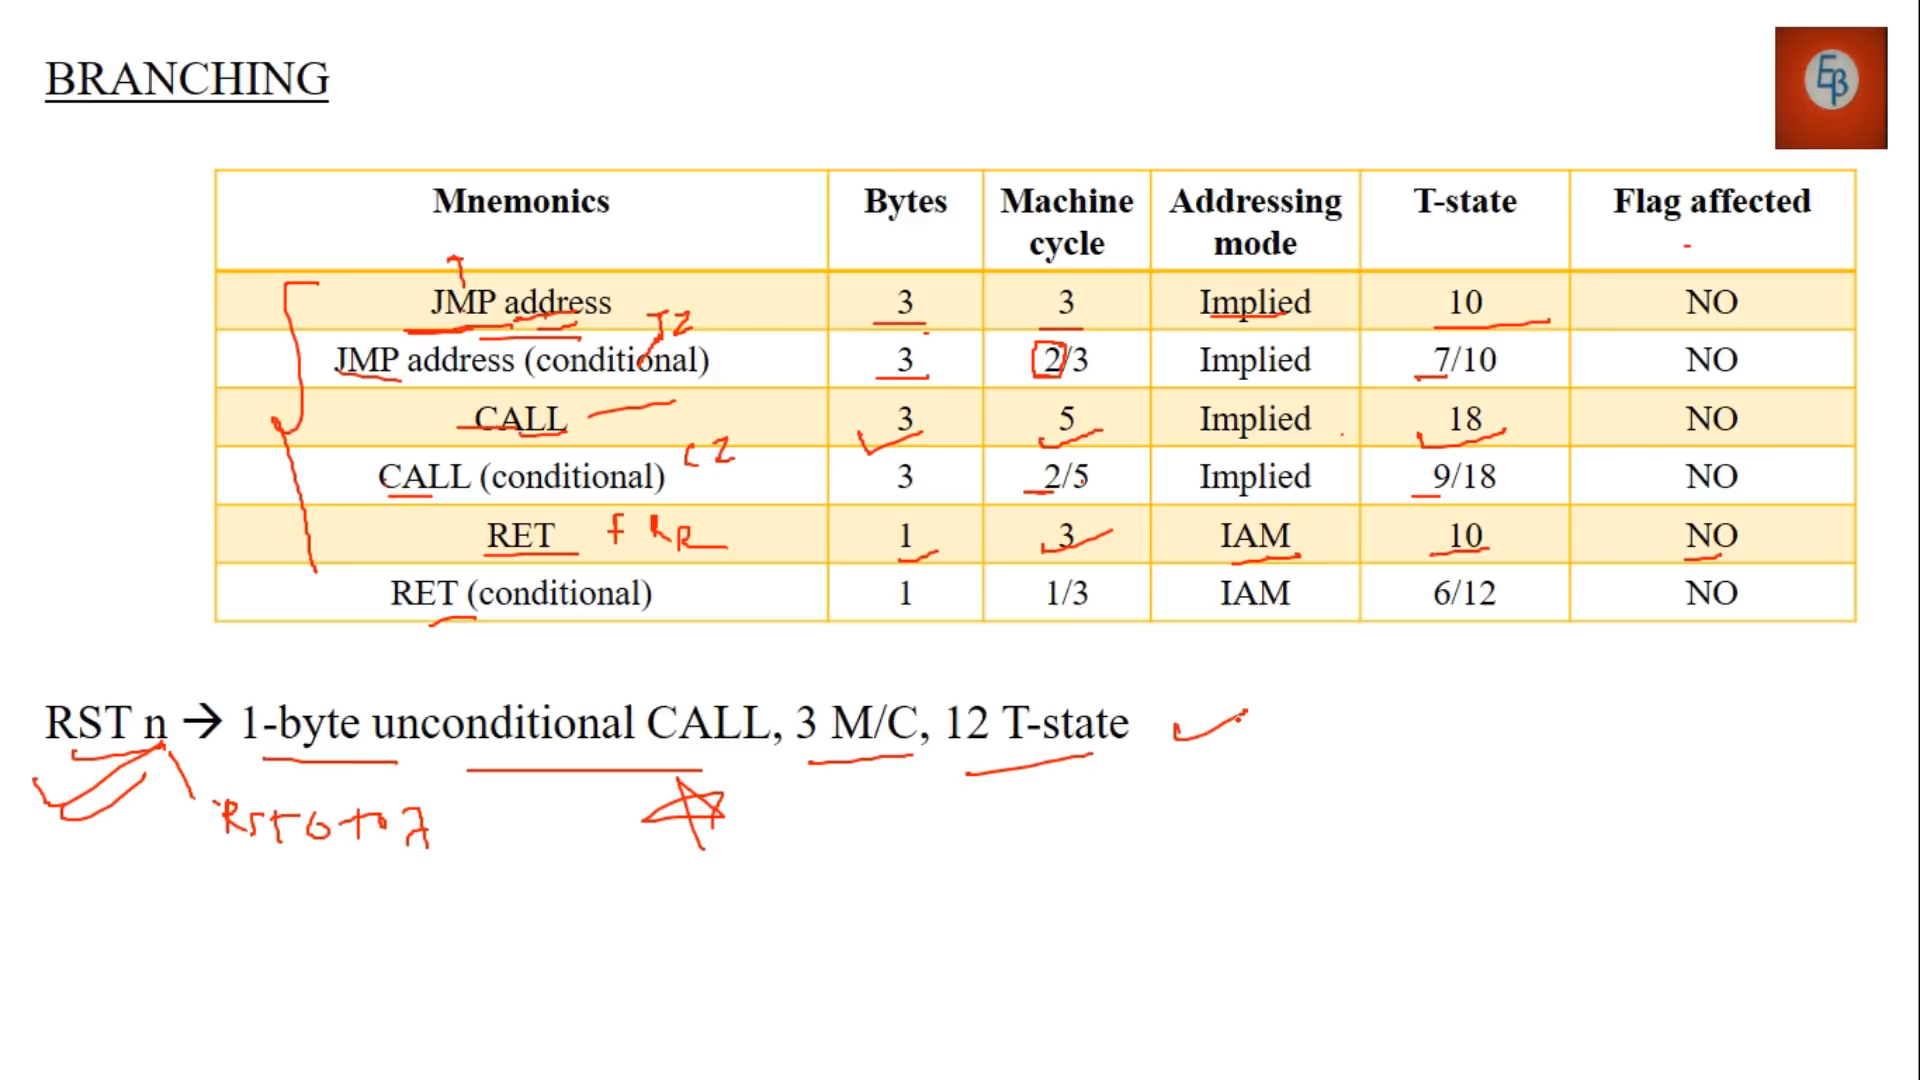 BRANCHING
Eβ
Mnemonics Bytes Machine cycle Addressing mode T-state Flag affected
JMP address 3 3 Implied 10 NO
JZ
JMP address (conditional) 3 2/3 Implied 7/10 NO
CALL 3 5 Implied 18 NO
CZ
CALL (conditional) 3 2/5 Implied 9/18 NO
RET 1 3 IAM 10 NO
RET (conditional) 1 1/3 IAM 6/12 NO
RST n → 1-byte unconditional CALL, 3 M/C, 12 T-state
RST 0 to 7